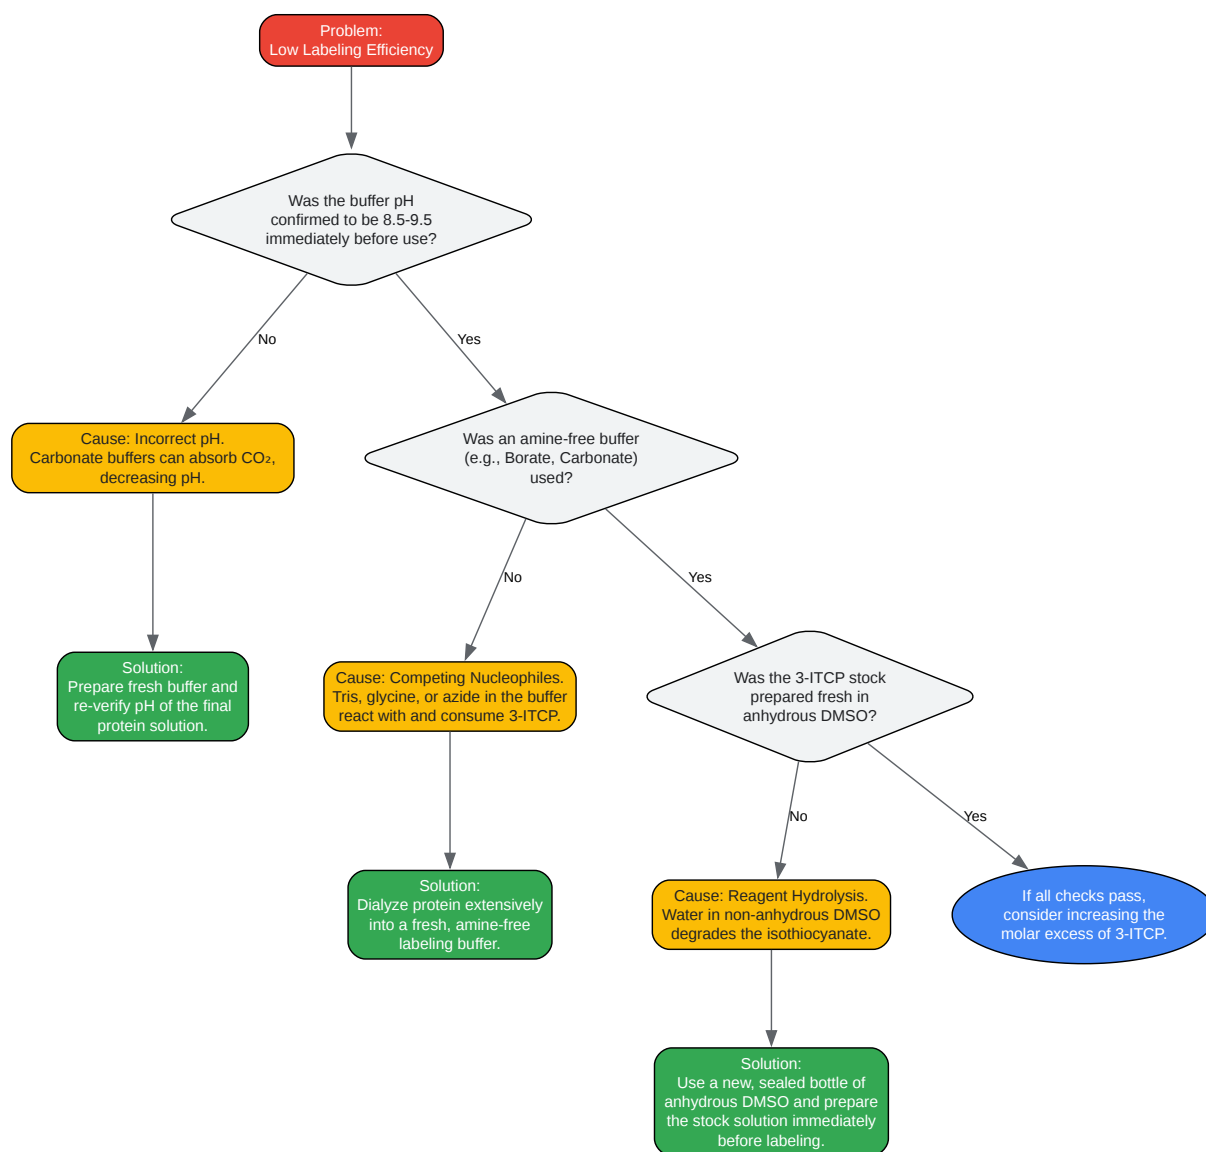 Problem:
Low Labeling Efficiency
Was the buffer pH
confirmed to be 8.5-9.5
immediately before use?
No
Yes
Cause: Incorrect pH.
Carbonate buffers can absorb CO₂,
decreasing pH.
Was an amine-free buffer
(e.g., Borate, Carbonate)
used?
No
Yes
Solution:
Prepare fresh buffer and
re-verify pH of the final
protein solution.
Cause: Competing Nucleophiles.
Tris, glycine, or azide in the buffer
react with and consume 3-ITCP.
Was the 3-ITCP stock
prepared fresh in
anhydrous DMSO?
No
Yes
Solution:
Dialyze protein extensively
into a fresh, amine-free
labeling buffer.
Cause: Reagent Hydrolysis.
Water in non-anhydrous DMSO
degrades the isothiocyanate.
If all checks pass,
consider increasing the
molar excess of 3-ITCP.
Solution:
Use a new, sealed bottle of
anhydrous DMSO and prepare
the stock solution immediately
before labeling.